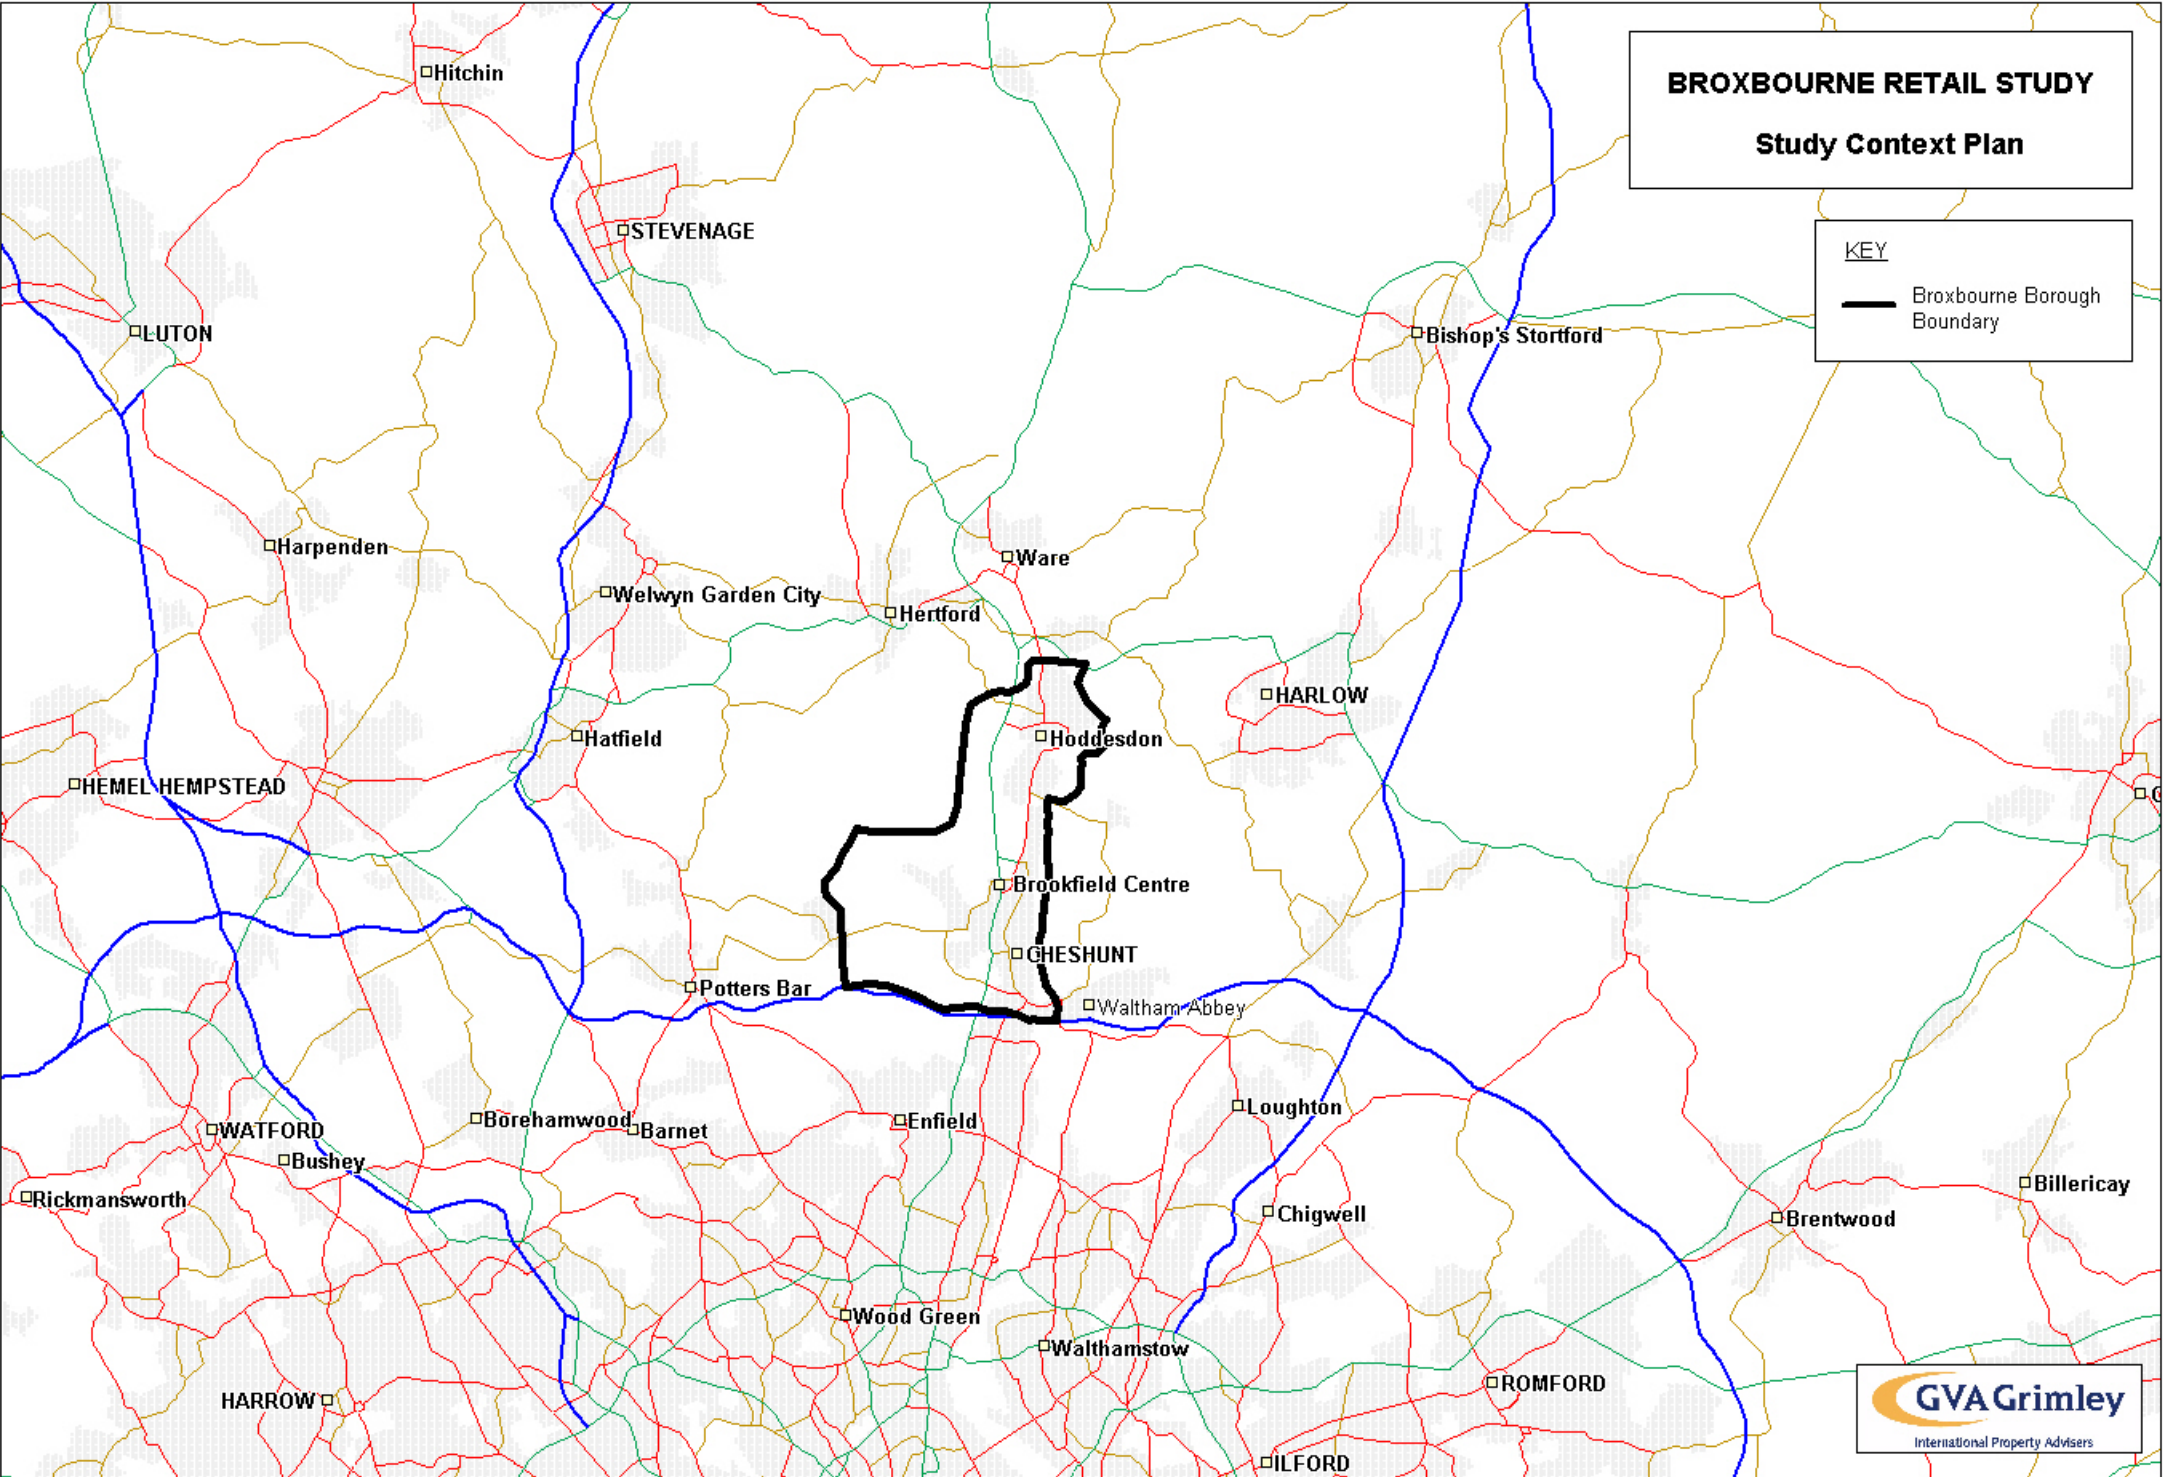 BROXBOURNE RETAIL STUDY
Study Context Plan
KEY
Broxbourne Borough
Boundary
Hitchin
STEVENAGE
LUTON
Bishop's Stortford
Harpenden
Ware
Welwyn Garden City
Hertford
HARLOW
Hatfield
Hoddesdon
HEMEL HEMPSTEAD
Brookfield Centre
CHESHUNT
Potters Bar
Waltham Abbey
Borehamwood
Barnet
Enfield
Loughton
WATFORD
Bushey
Rickmansworth
Chigwell
Billericay
Brentwood
Wood Green
Walthamstow
ROMFORD
HARROW
ILFORD
GVA Grimley
International Property Advisers